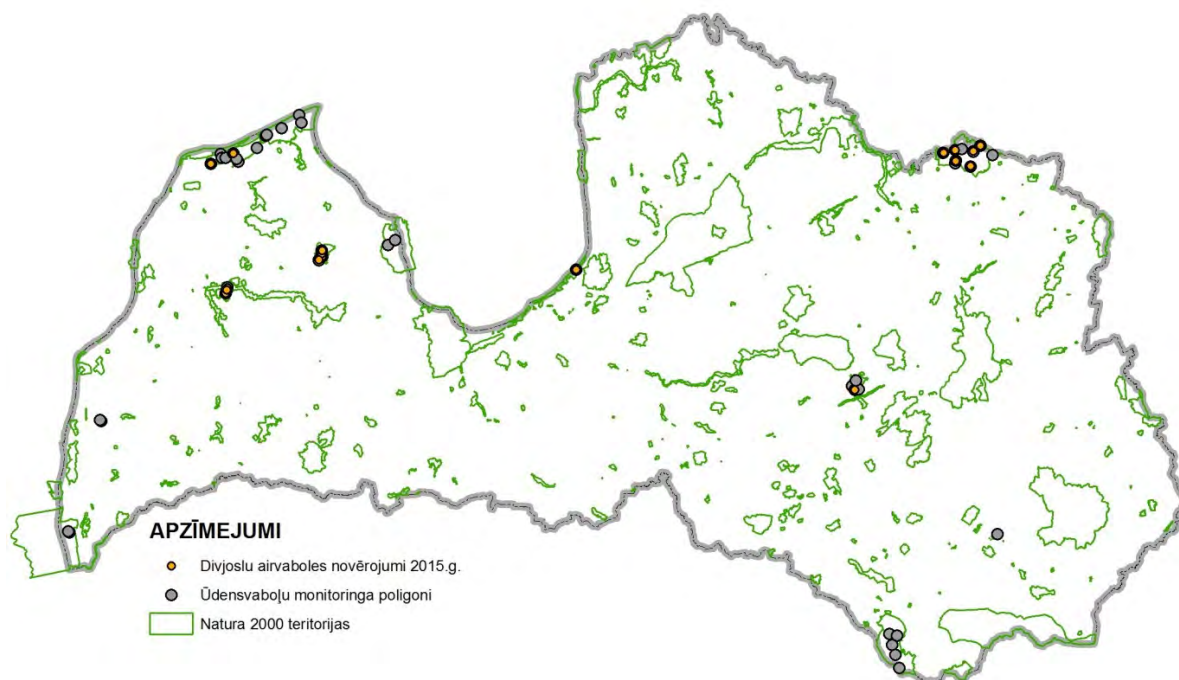 APZĪMEJUMI
Divjoslu airvaboles novērojumi 2015.g.
Ūdensvaboļu monitoringa poligoni
Natura 2000 teritorijas